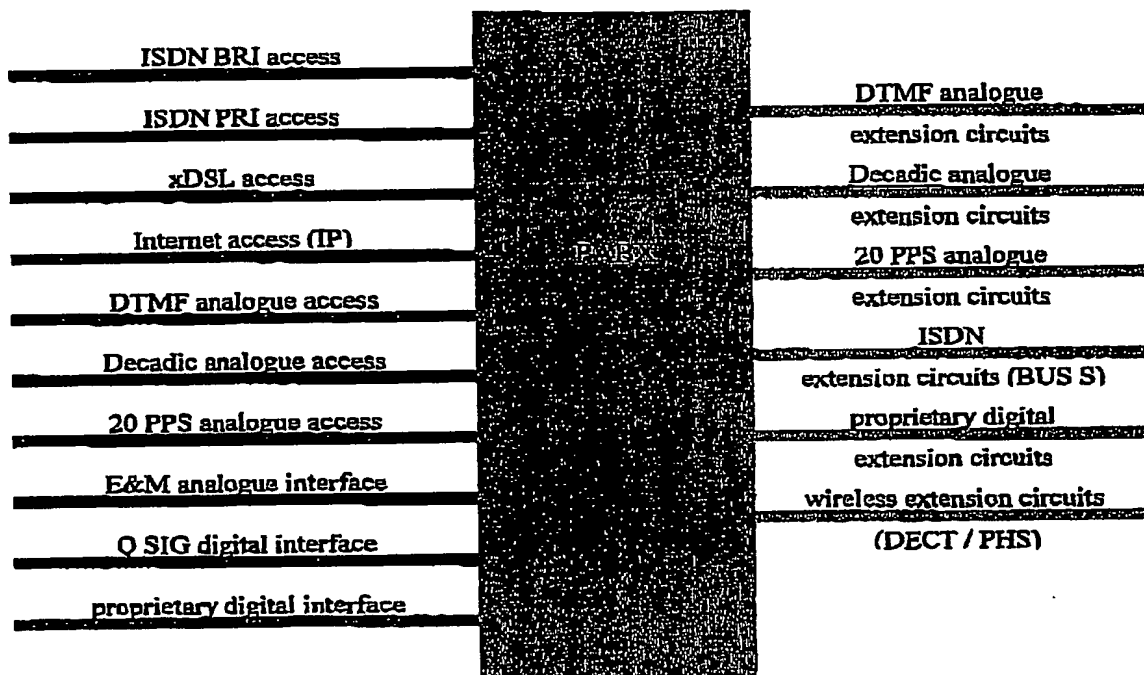 ISDN BRI access
ISDN PRI access
xDSL access
Internet access (IP)
DTMF analogue access
Decadic analogue access
20 PPS analogue access
E&M analogue interface
Q SIG digital interface
proprietary digital interface
DTMF analogue
extension circuits
Decadic analogue
extension circuits
20 PPS analogue
extension circuits
ISDN
extension circuits (BUS S)
proprietary digital
extension circuits
wireless extension circuits
(DECT / PHS)